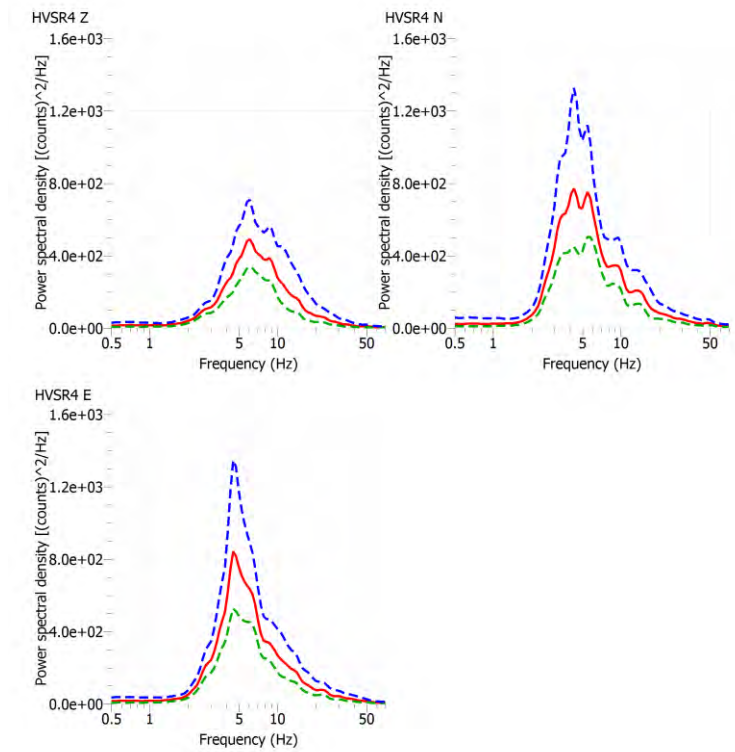 HVSR4 Z
Power spectral density [(counts)^2/Hz]
1.6e+03
1.2e+03
8.0e+02
4.0e+02
0.0e+00
0.5 1 5 10 50
Frequency (Hz)
HVSR4 N
Power spectral density [(counts)^2/Hz]
1.6e+03
1.2e+03
8.0e+02
4.0e+02
0.0e+00
0.5 1 5 10 50
Frequency (Hz)
HVSR4 E
Power spectral density [(counts)^2/Hz]
1.6e+03
1.2e+03
8.0e+02
4.0e+02
0.0e+00
0.5 1 5 10 50
Frequency (Hz)